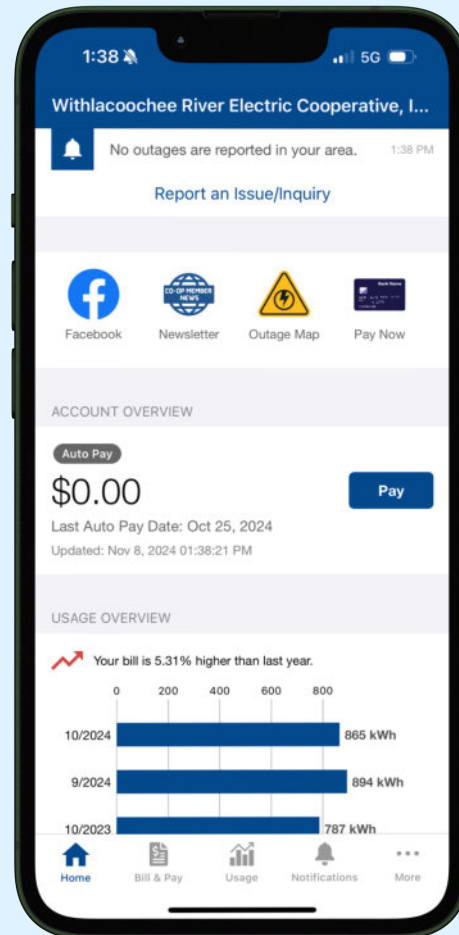 1:38 5G
Withlacoochee River Electric Cooperative, I...
No outages are reported in your area. 1:38 PM
Report an Issue/Inquiry
CO-OP MEMBER
NEWS
Bank Name
Facebook Newsletter Outage Map Pay Now
ACCOUNT OVERVIEW
Auto Pay
$0.00
Pay
Last Auto Pay Date: Oct 25, 2024
Updated: Nov 8, 2024 01:38:21 PM
USAGE OVERVIEW
Your bill is 5.31% higher than last year.
0 200 400 600 800
10/2024 865 kWh
9/2024 894 kWh
10/2023 787 kWh
Home Bill & Pay Usage Notifications More